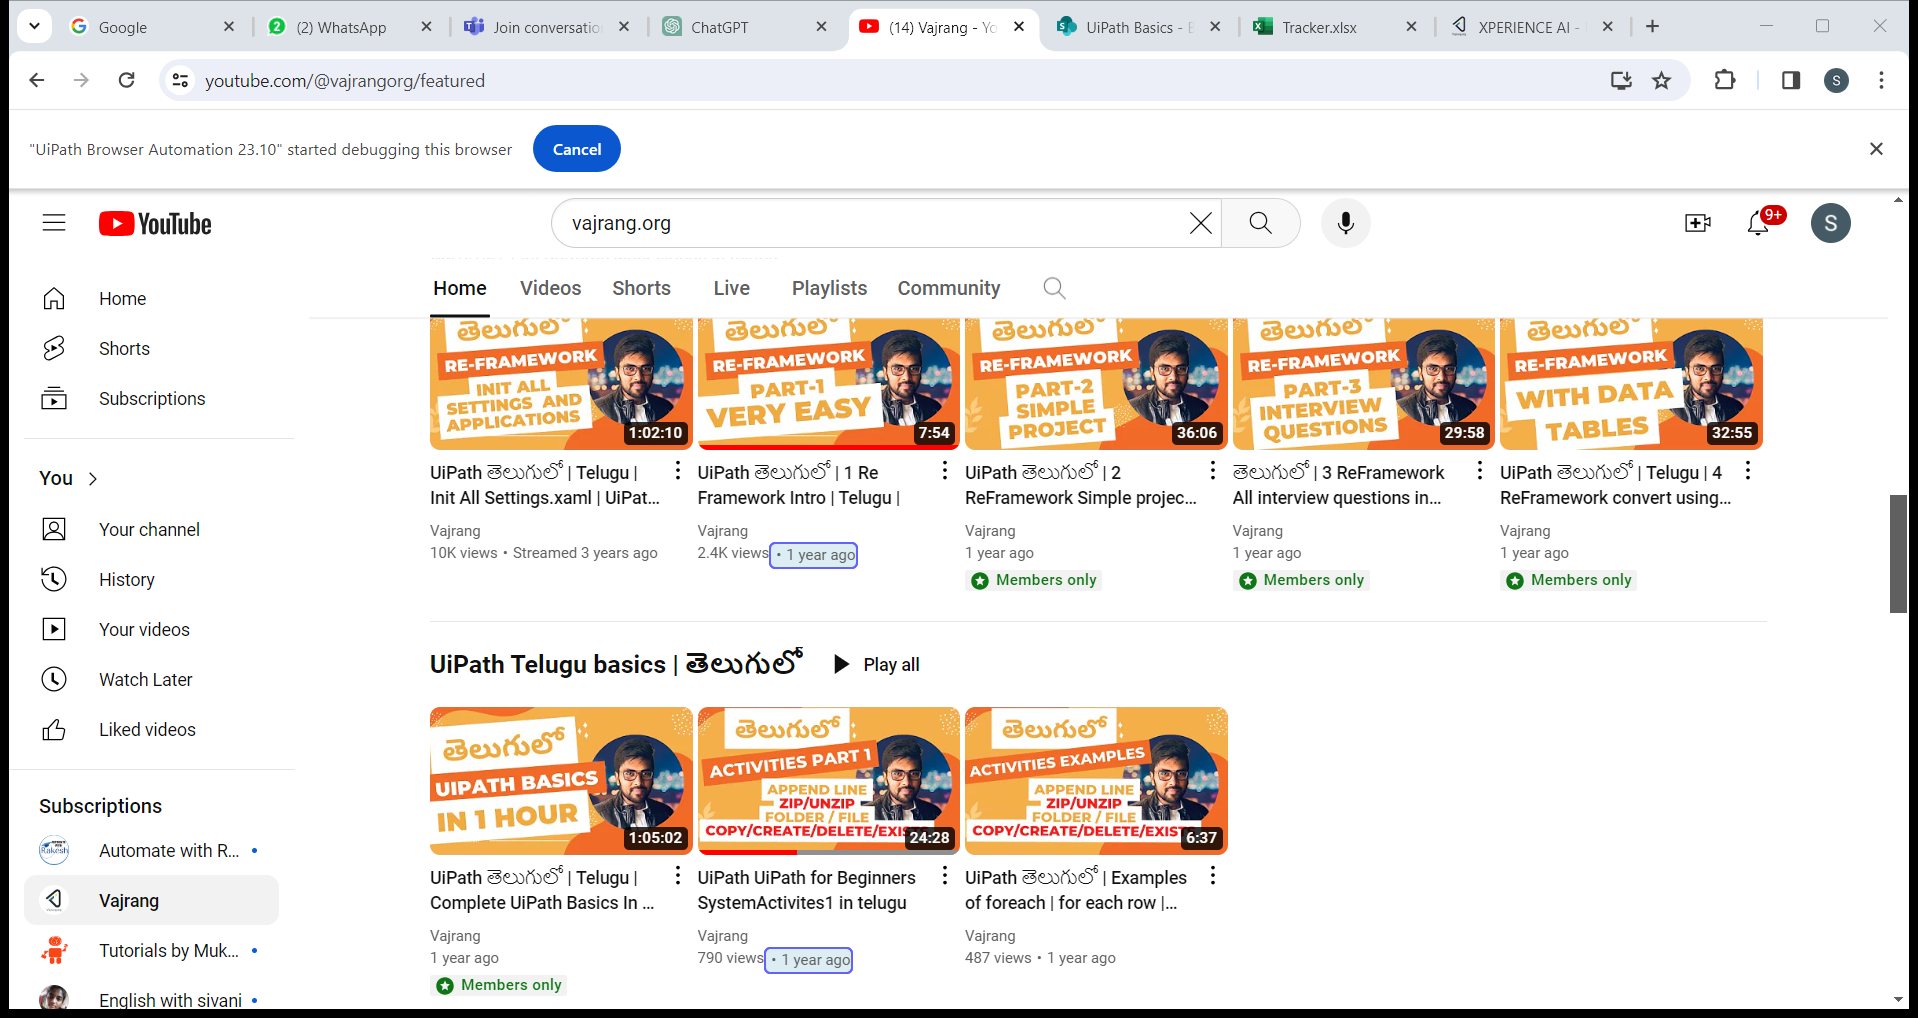 Google
(2) WhatsApp
Join conversatio
ChatGPT
(14) Vajrang - Yo
UiPath Basics - E
Tracker.xlsx
XPERIENCE AI -
youtube.com/@vajrangorg/featured
S
"UiPath Browser Automation 23.10" started debugging this browser
Cancel
YouTube
vajrang.org
9+
S
Home
Videos
Shorts
Live
Playlists
Community
Home
Shorts
Subscriptions
You
Your channel
History
Your videos
Watch Later
Liked videos
Subscriptions
Automate with R...
Vajrang
Tutorials by Muk...
English with sivani
తెలుగులో
RE-FRAMEWORK
INIT ALL
SETTINGS AND
APPLICATIONS
1:02:10
UiPath తెలుగులో | Telugu |
Init All Settings.xaml | UiPat...
Vajrang
10K views • Streamed 3 years ago
తెలుగులో
RE-FRAMEWORK
PART-1
VERY EASY
7:54
UiPath తెలుగులో | 1 Re
Framework Intro | Telugu |
Vajrang
2.4K views • 1 year ago
తెలుగులో
RE-FRAMEWORK
PART-2
SIMPLE
PROJECT
36:06
UiPath తెలుగులో | 2
ReFramework Simple projec...
Vajrang
1 year ago
Members only
తెలుగులో
RE-FRAMEWORK
PART-3
INTERVIEW
QUESTIONS
29:58
తెలుగులో | 3 ReFramework
All interview questions in...
Vajrang
1 year ago
Members only
తెలుగులో
RE-FRAMEWORK
WITH DATA
TABLES
32:55
UiPath తెలుగులో | Telugu | 4
ReFramework convert using...
Vajrang
1 year ago
Members only
UiPath Telugu basics | తెలుగులో
Play all
తెలుగులో
UIPATH BASICS
IN 1 HOUR
1:05:02
UiPath తెలుగులో | Telugu |
Complete UiPath Basics In ...
Vajrang
1 year ago
Members only
తెలుగులో
ACTIVITIES PART 1
APPEND LINE
ZIP/UNZIP
FOLDER / FILE
COPY/CREATE/DELETE/EXIS
24:28
UiPath UiPath for Beginners
SystemActivites1 in telugu
Vajrang
790 views • 1 year ago
తెలుగులో
ACTIVITIES EXAMPLES
APPEND LINE
ZIP/UNZIP
FOLDER / FILE
COPY/CREATE/DELETE/EXIST
6:37
UiPath తెలుగులో | Examples
of foreach | for each row |...
Vajrang
487 views • 1 year ago